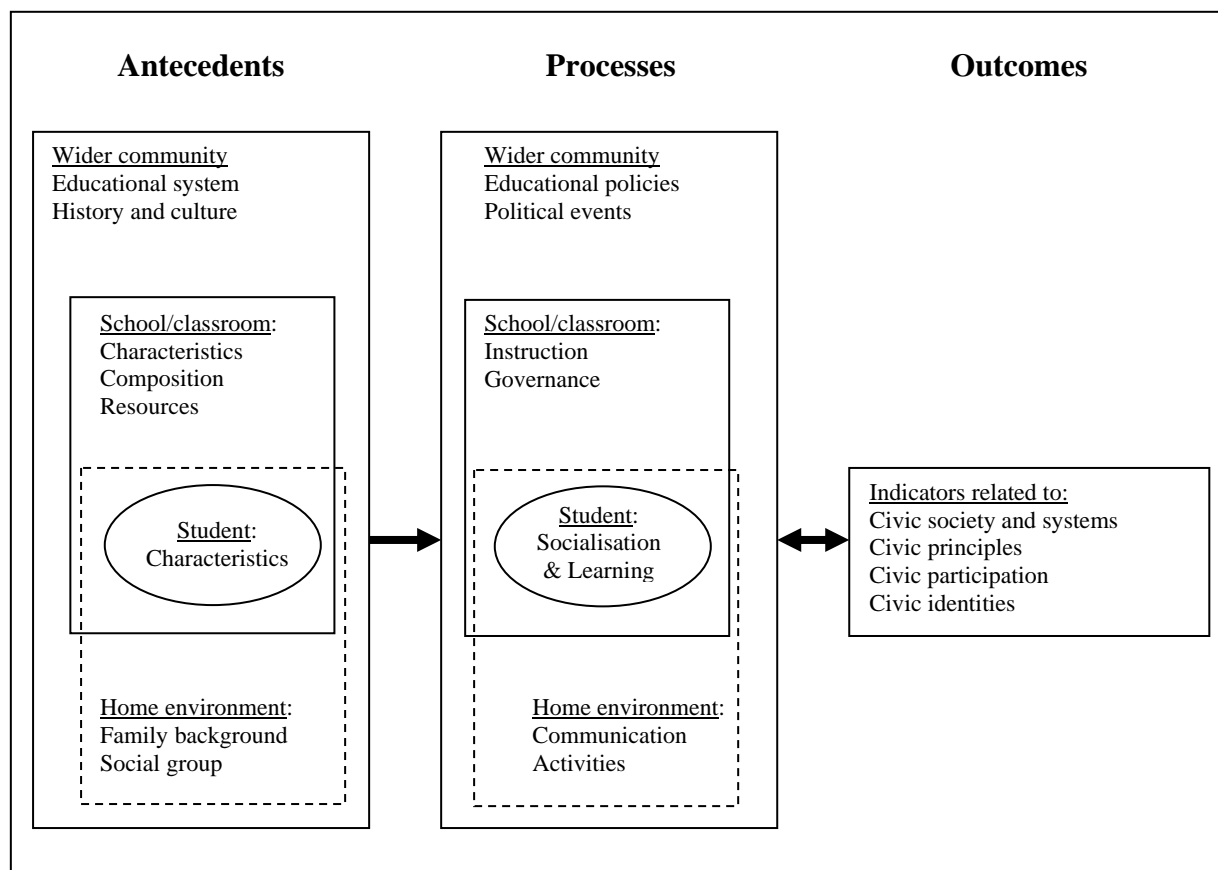 Antecedents
Processes
Outcomes
Wider community
Educational system
History and culture
School/classroom:
Characteristics
Composition
Resources
Student:
Characteristics
Home environment:
Family background
Social group
Wider community
Educational policies
Political events
School/classroom:
Instruction
Governance
Student:
Socialisation
& Learning
Home environment:
Communication
Activities
Indicators related to:
Civic society and systems
Civic principles
Civic participation
Civic identities